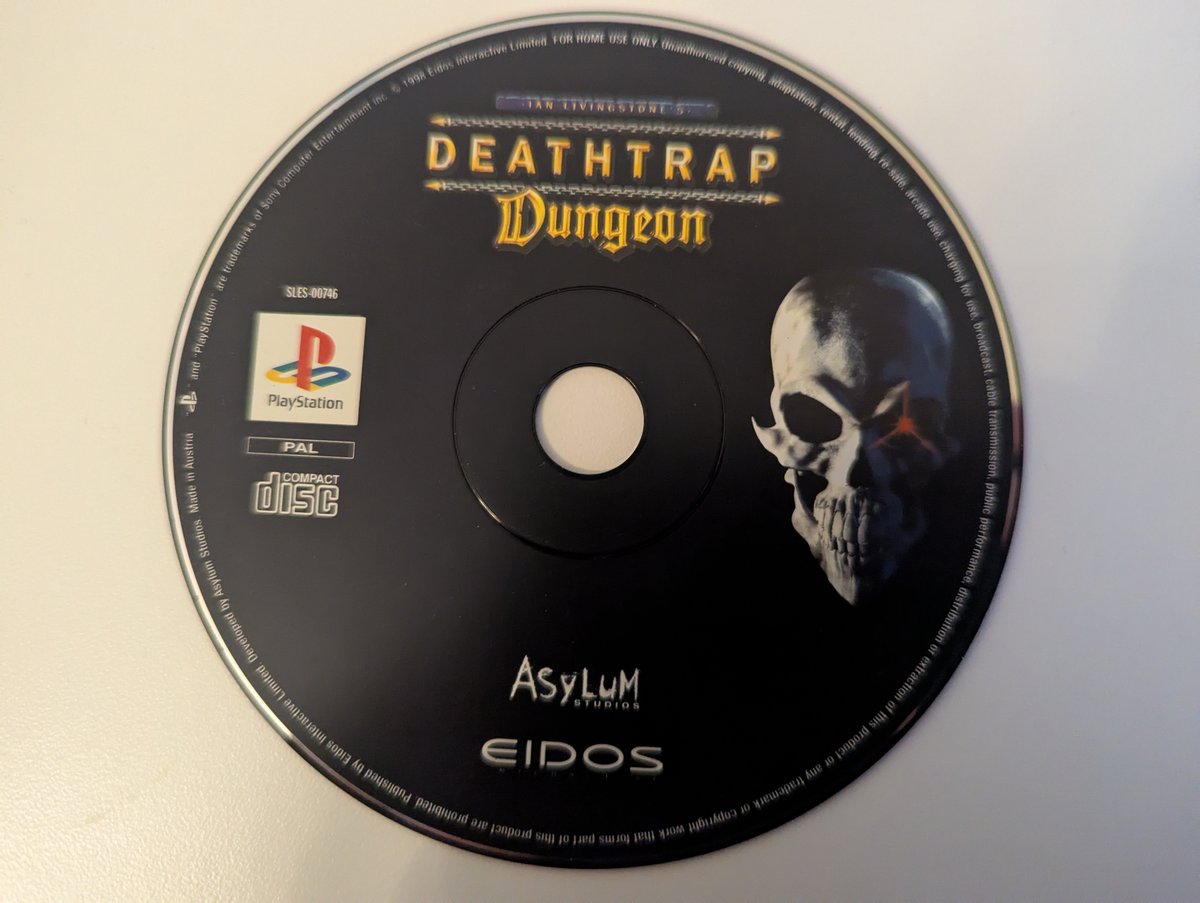 IAN LIVINGSTONE'S
DEATHTRAP
Dungeon
SLES-00746
PlayStation
PAL
COMPACT
disc
ASyLuM
STUDIOS
EIDOS
" and "PlayStation" are trademarks of Sony Computer Entertainment Inc. © 1998 Eidos Interactive Limited. FOR HOME USE ONLY Unauthorised copying, adaptation, rental, lending, re-sale, arcade use, charging for use, broadcast, cable transmission, public performance, distribution or extraction of this product or any trademark or copyright work that forms part of this product are prohibited Published by Eidos Interactive Limited. Developed by Asylum Studios Made in Austria